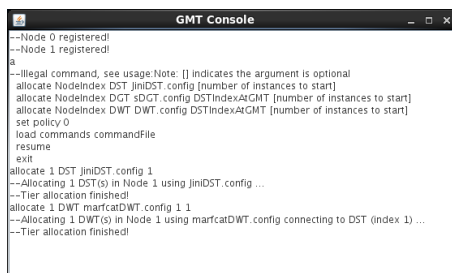 GMT Console
--Node 0 registered!
--Node 1 registered!
a
--Illegal command, see usage:Note: [] indicates the argument is optional
allocate NodeIndex DST JiniDST.config [number of instances to start]
allocate NodeIndex DGT sDGT.config DSTIndexAtGMT [number of instances to start]
allocate NodeIndex DWT DWT.config DSTIndexAtGMT [number of instances to start]
set policy 0
load commands commandFile
resume
exit
allocate 1 DST JiniDST.config 1
--Allocating 1 DST(s) in Node 1 using JiniDST.config ...
--Tier allocation finished!
allocate 1 DWT marfcatDWT.config 1 1
--Allocating 1 DWT(s) in Node 1 using marfcatDWT.config connecting to DST (index 1) ...
--Tier allocation finished!